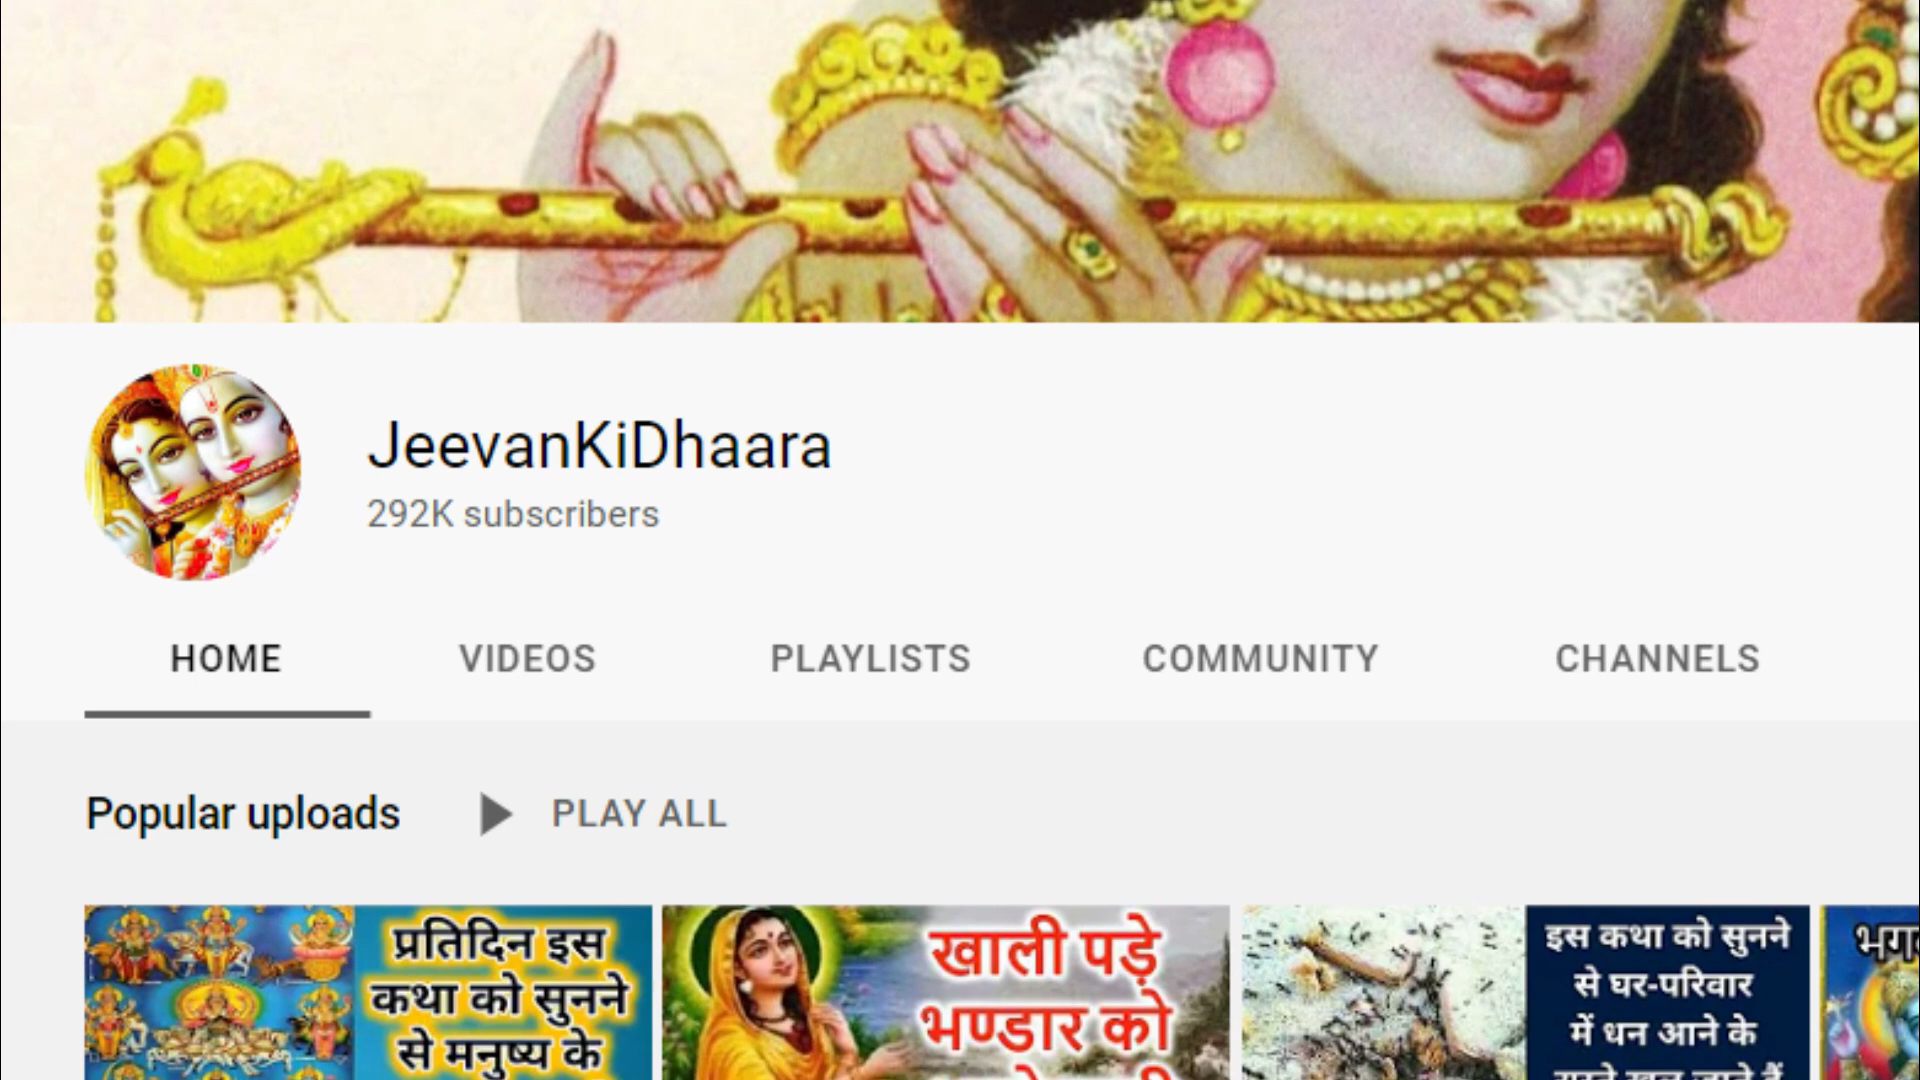 JeevanKiDhaara
292K subscribers
HOME VIDEOS PLAYLISTS COMMUNITY CHANNELS
Popular uploads PLAY ALL
प्रतिदिन इस
कथा को सुनने
से मनुष्य के
खाली पड़े
भण्डार को
इस कथा को सुनने
से घर-परिवार
में धन आने के